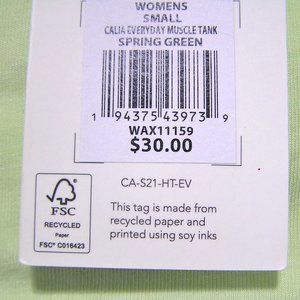 WOMENS
SMALL
CALIA EVERYDAY MUSCLE TANK
SPRING GREEN
1 94375 43973 9
WAX11159
$30.00
CA-S21-HT-EV
FSC
RECYCLED
Paper
FSC® C016423
This tag is made from
recycled paper and
printed using soy inks